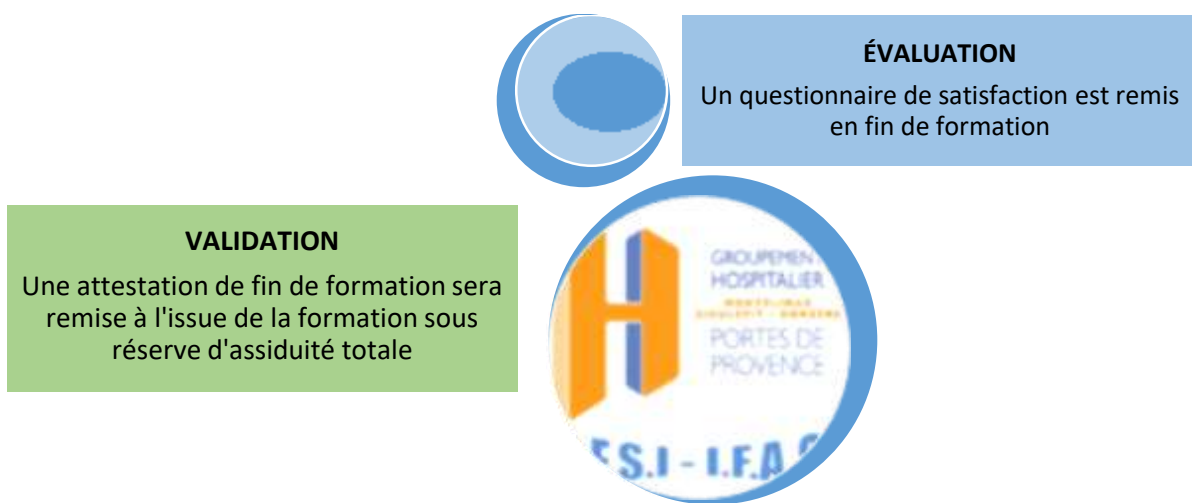 ÉVALUATION
Un questionnaire de satisfaction est remis
en fin de formation
VALIDATION
Une attestation de fin de formation sera
remise à l'issue de la formation sous
réserve d'assiduité totale
GROUPEMENT
HOSPITALIER
PORTES DE
PROVENCE
S.I - I.F.A